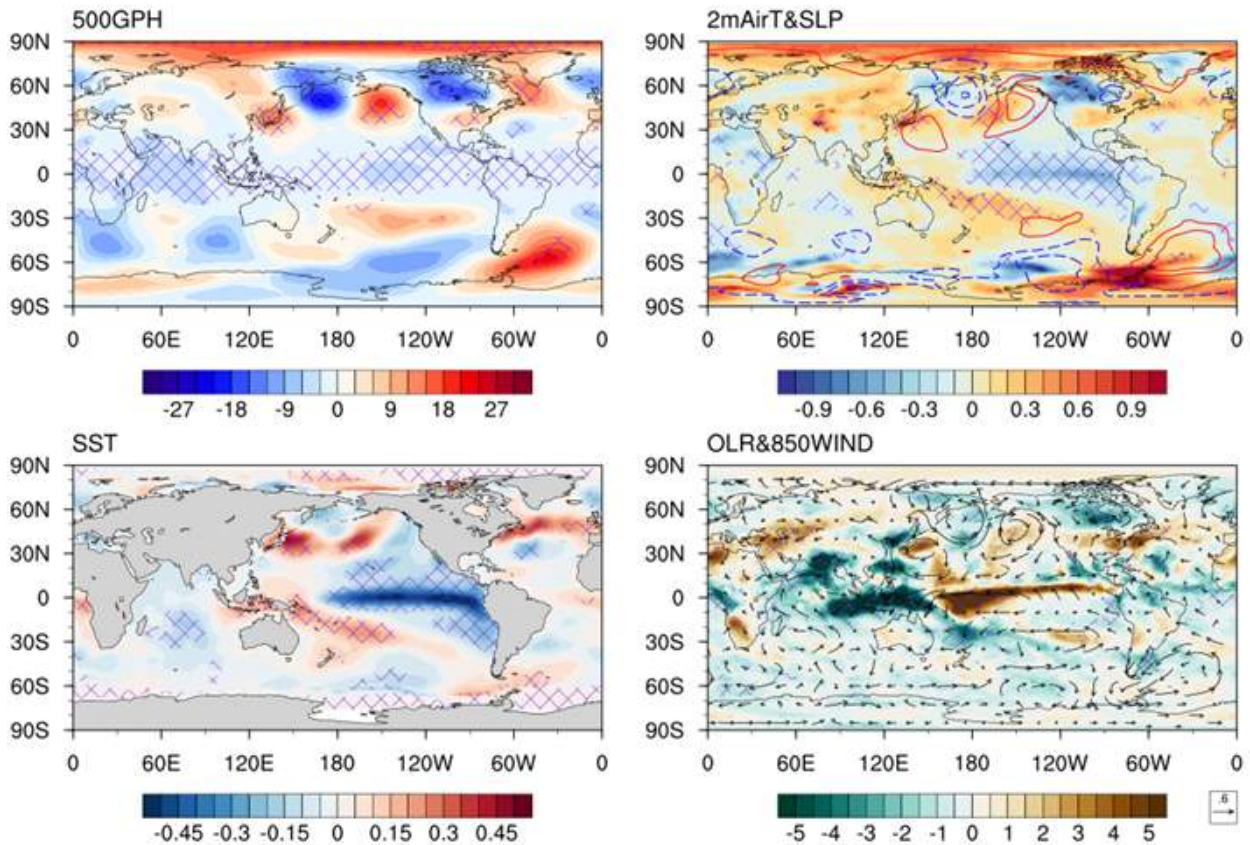 500GPH
2mAirT&SLP
90N
60N
30N
0
30S
60S
90S
0 60E 120E 180 120W 60W 0
90N
60N
30N
0
30S
60S
90S
0 60E 120E 180 120W 60W 0
-27 -18 -9 0 9 18 27
-0.9 -0.6 -0.3 0 0.3 0.6 0.9
SST
OLR&850WIND
90N
60N
30N
0
30S
60S
90S
0 60E 120E 180 120W 60W 0
90N
60N
30N
0
30S
60S
90S
0 60E 120E 180 120W 60W 0
-0.45 -0.3 -0.15 0 0.15 0.3 0.45
-5 -4 -3 -2 -1 0 1 2 3 4 5
.6